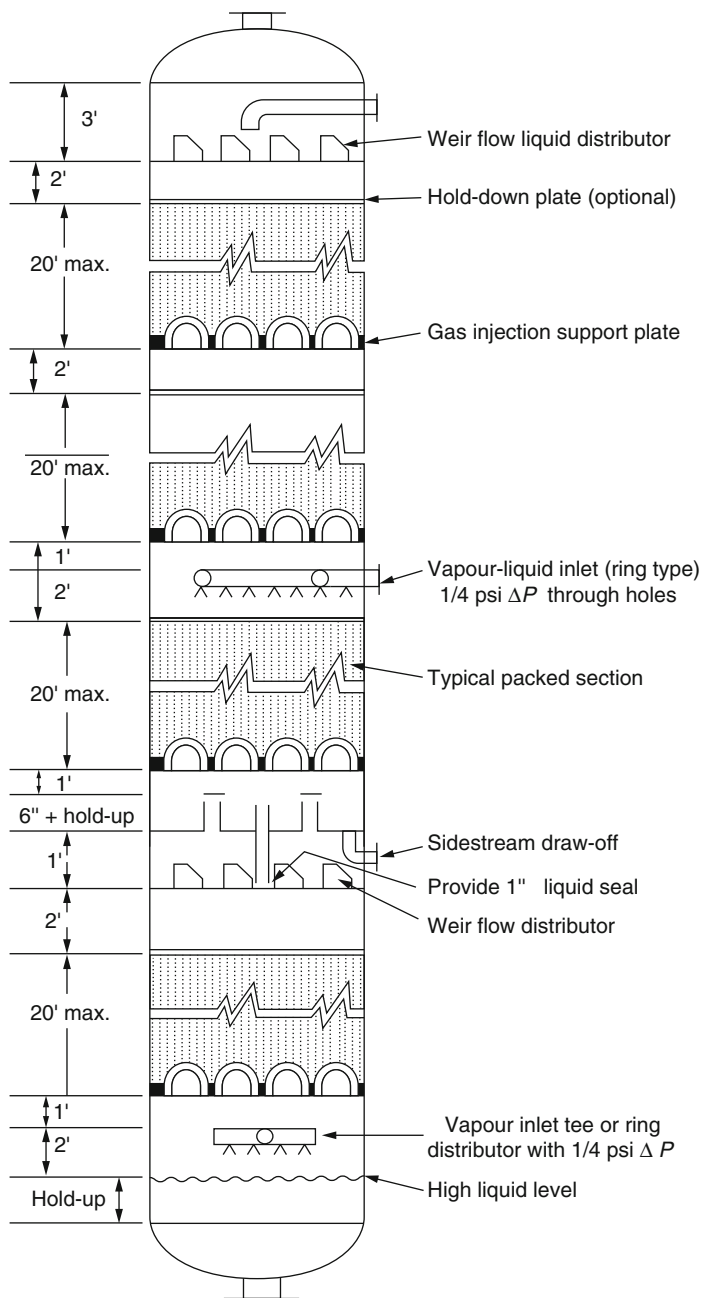 3'
Weir flow liquid distributor
2'
Hold-down plate (optional)
20' max.
Gas injection support plate
2'
20' max.
1'
Vapour-liquid inlet (ring type)
2'
1/4 psi ΔP through holes
Typical packed section
20' max.
1'
6" + hold-up
Sidestream draw-off
1'
Provide 1" liquid seal
Weir flow distributor
2'
20' max.
1'
Vapour inlet tee or ring
2'
distributor with 1/4 psi Δ P
High liquid level
Hold-up